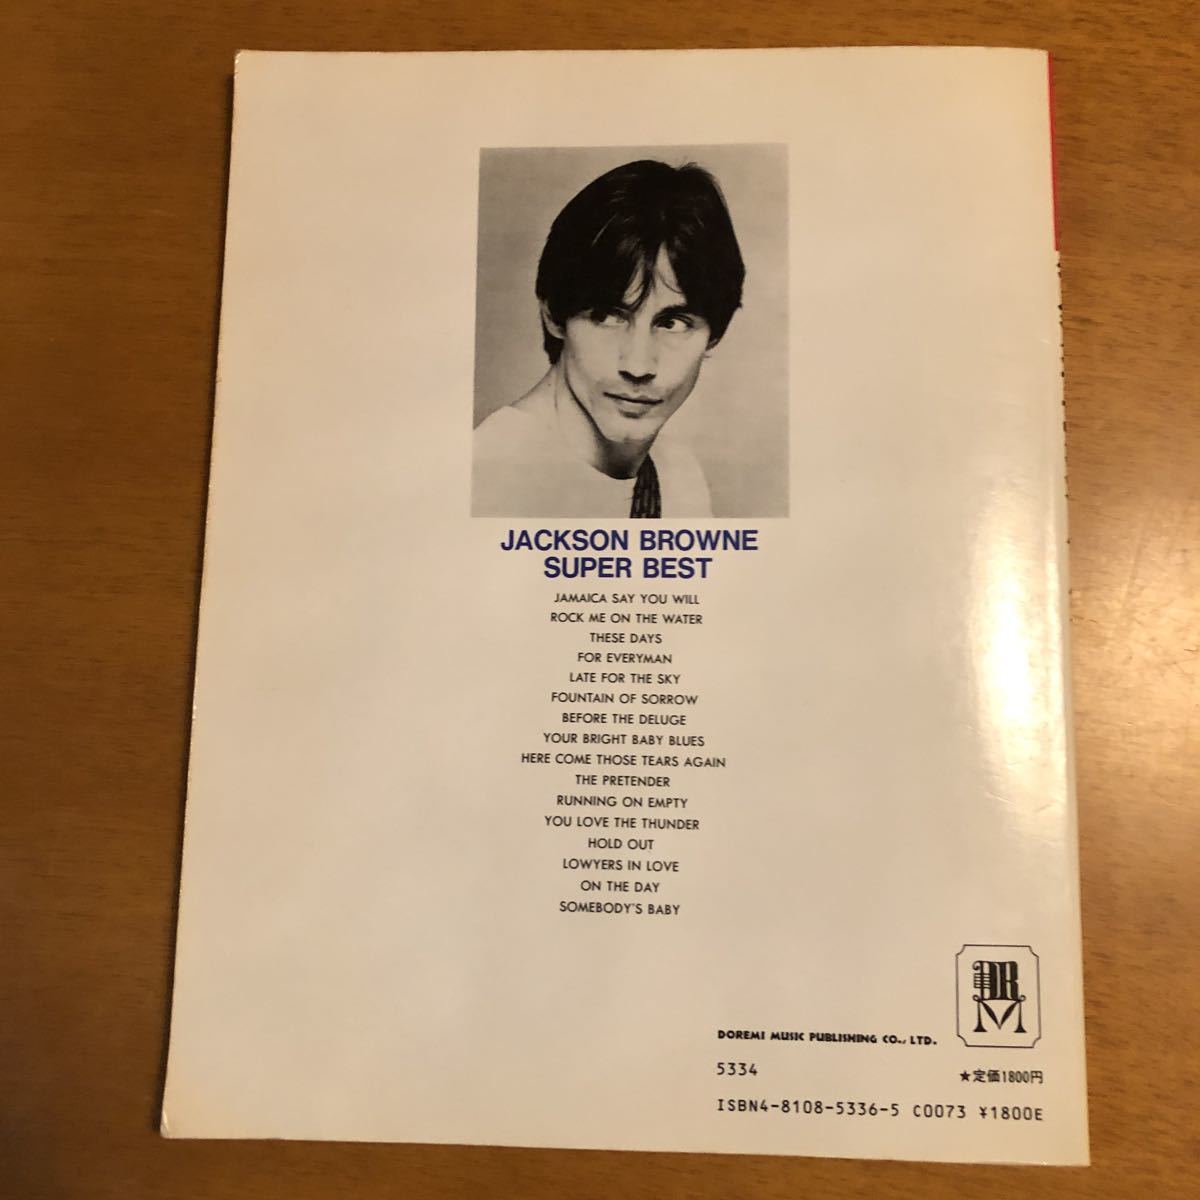 JACKSON BROWNE
SUPER BEST
JAMAICA SAY YOU WILL
ROCK ME ON THE WATER
THESE DAYS
FOR EVERYMAN
LATE FOR THE SKY
FOUNTAIN OF SORROW
BEFORE THE DELUGE
YOUR BRIGHT BABY BLUES
HERE COME THOSE TEARS AGAIN
THE PRETENDER
RUNNING ON EMPTY
YOU LOVE THE THUNDER
HOLD OUT
LOWYERS IN LOVE
ON THE DAY
SOMEBODY'S BABY
DRM
DOREMI MUSIC PUBLISHING CO., LTD.
5334
★定価1800円
ISBN4-8108-5336-5 C0073 ¥1800E